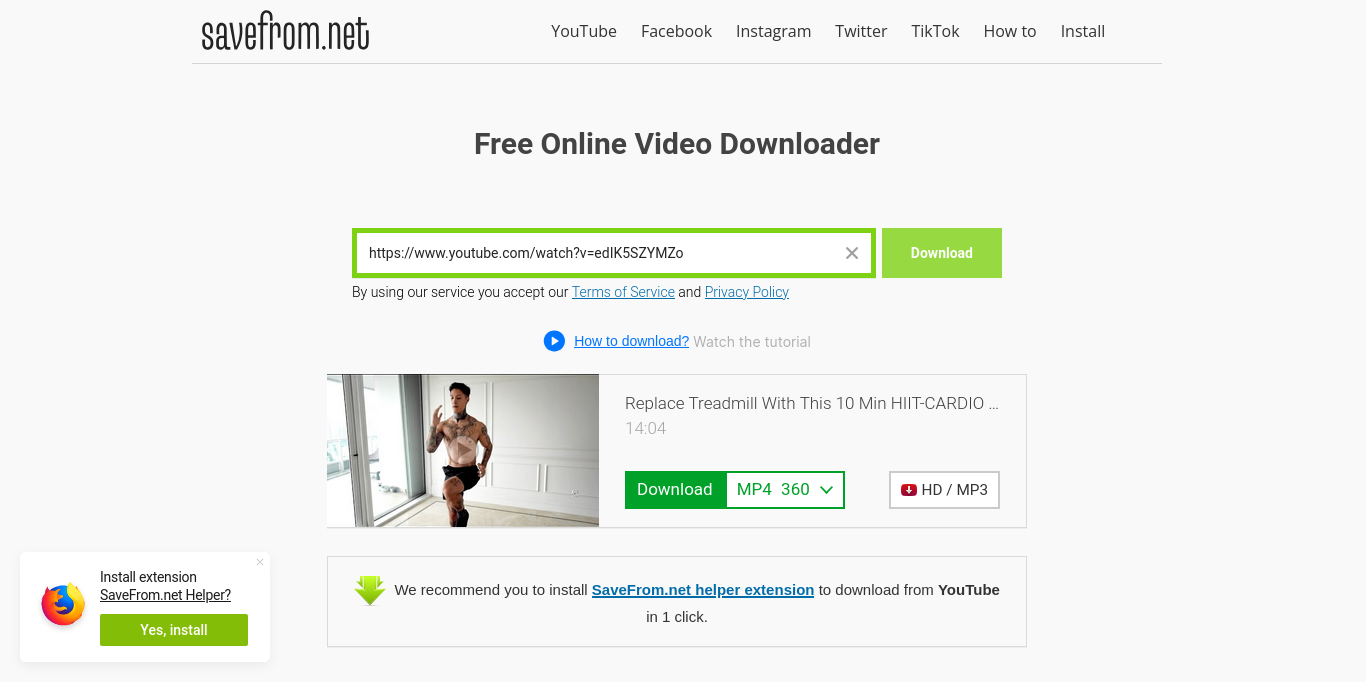 savefrom.net
YouTube Facebook Instagram Twitter TikTok How to Install
Free Online Video Downloader
https://www.youtube.com/watch?v=edIK5SZYMZo
Download
By using our service you accept our Terms of Service and Privacy Policy
How to download? Watch the tutorial
Replace Treadmill With This 10 Min HIIT-CARDIO ...
14:04
Download MP4 360
HD / MP3
We recommend you to install SaveFrom.net helper extension to download from YouTube
in 1 click.
Install extension
SaveFrom.net Helper?
Yes, install